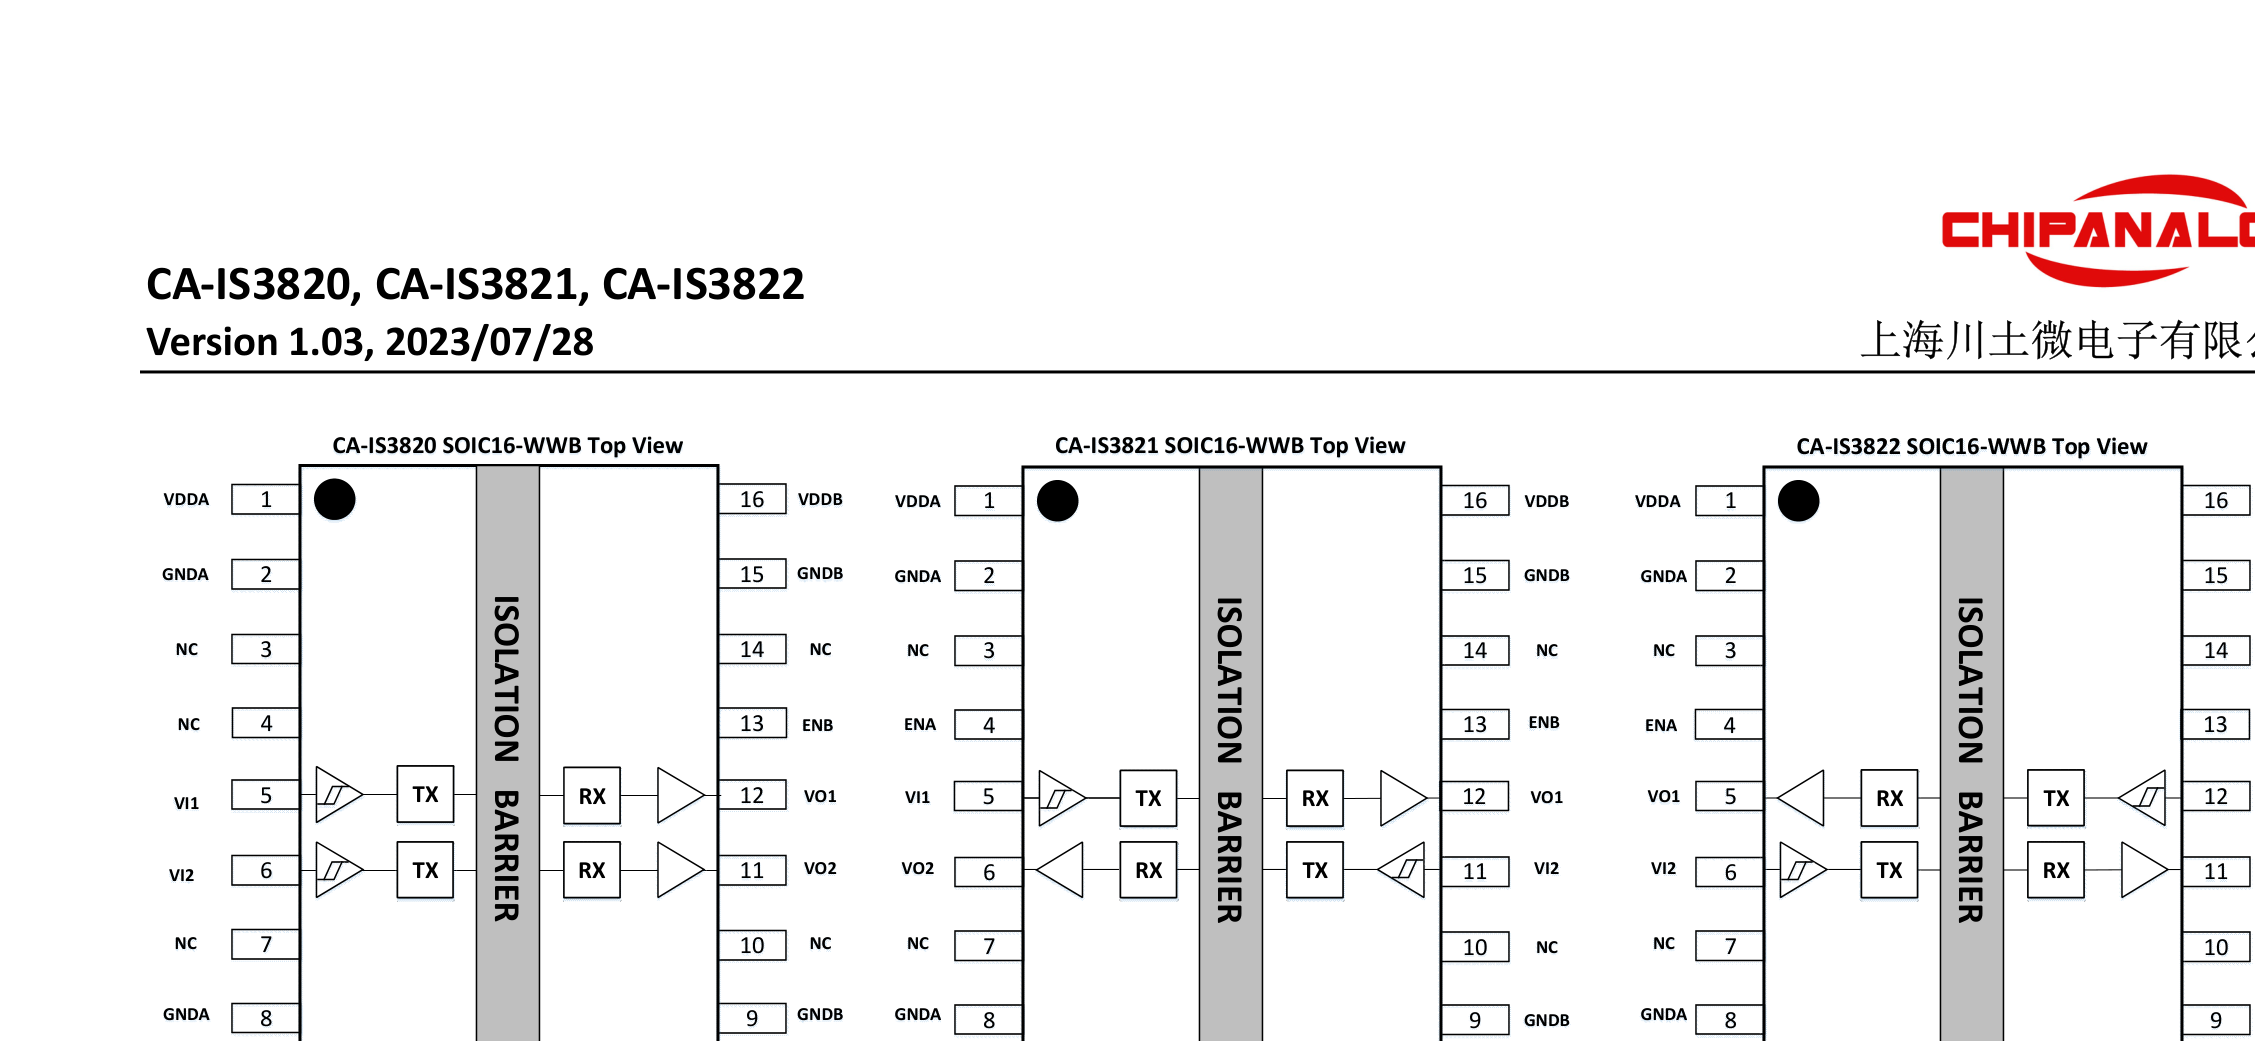 CHIPANALO
CA-IS3820, CA-IS3821, CA-IS3822
Version 1.03, 2023/07/28
上海川土微电子有限
CA-IS3820 SOIC16-WWB Top View
VDDA 1 16 VDDB
GNDA 2 15 GNDB
NC 3 14 NC
NC 4 13 ENB
VI1 5 TX RX 12 VO1
VI2 6 TX RX 11 VO2
NC 7 10 NC
GNDA 8 9 GNDB
ISOLATION BARRIER
CA-IS3821 SOIC16-WWB Top View
VDDA 1 16 VDDB
GNDA 2 15 GNDB
NC 3 14 NC
ENA 4 13 ENB
VI1 5 TX RX 12 VO1
VO2 6 RX TX 11 VI2
NC 7 10 NC
GNDA 8 9 GNDB
ISOLATION BARRIER
CA-IS3822 SOIC16-WWB Top View
VDDA 1 16
GNDA 2 15
NC 3 14
ENA 4 13
VO1 5 RX TX 12
VI2 6 TX RX 11
NC 7 10
GNDA 8 9
ISOLATION BARRIER